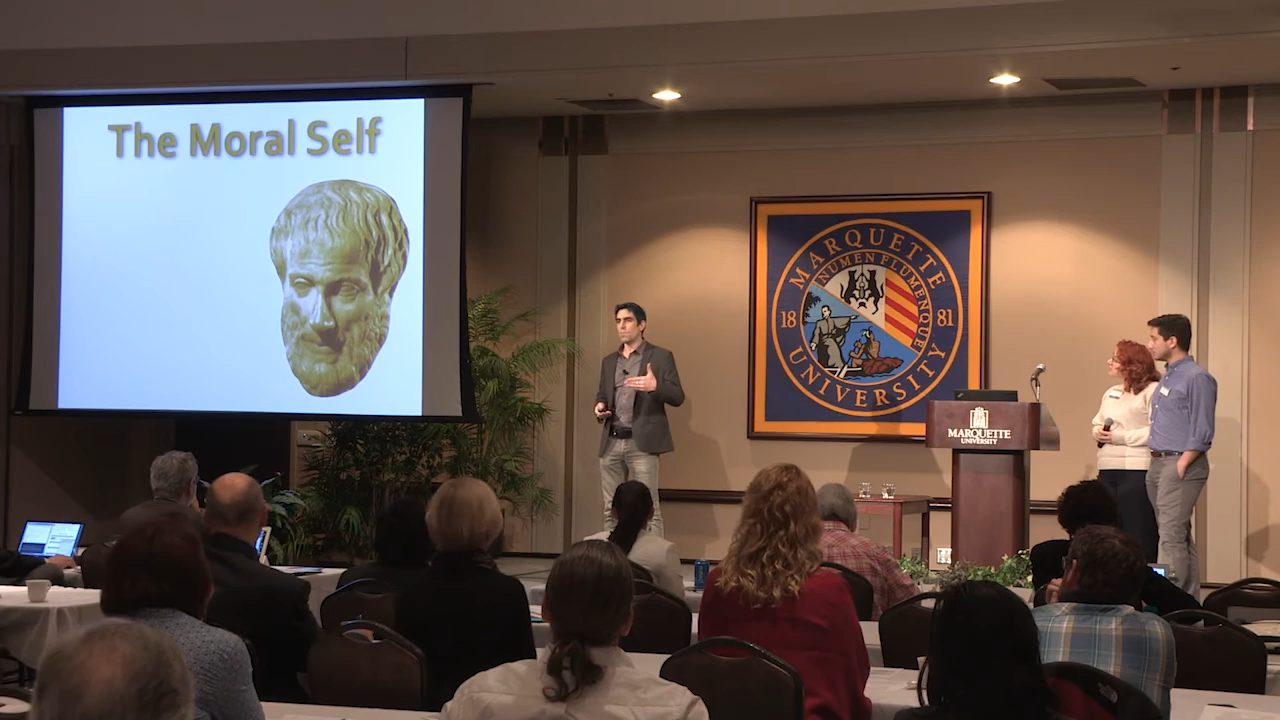 The Moral Self
MARQUETTE
NUMEN FLUMENQUE
18 81
UNIVERSITY
MARQUETTE
UNIVERSITY